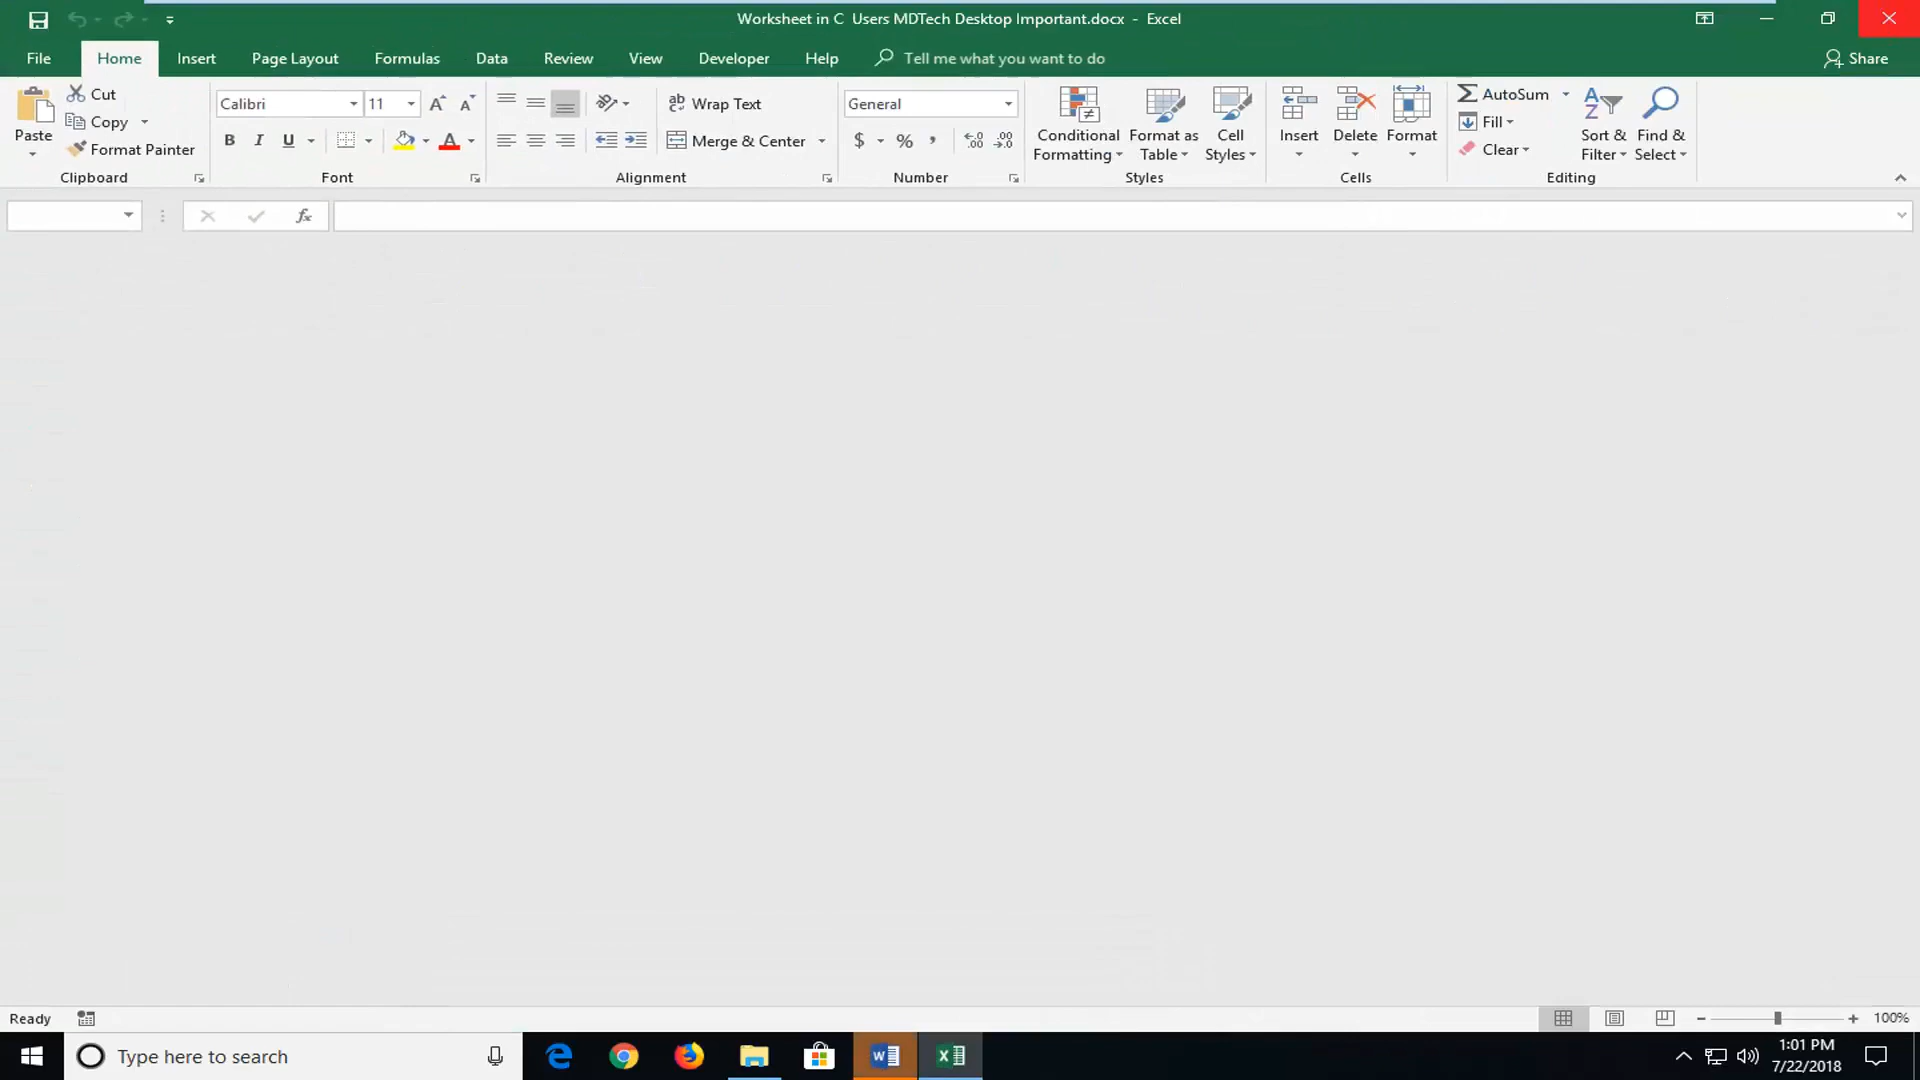 Worksheet in C  Users MDTech Desktop Important.docx  -  Excel
File Home Insert Page Layout Formulas Data Review View Developer Help Tell me what you want to do Share
Paste
Cut
Copy
Format Painter
Clipboard
Calibri 11
B I U A
Font
ab Wrap Text
Merge & Center
Alignment
General
$ % ,
Number
Conditional Formatting
Format as Table
Cell Styles
Styles
Insert Delete Format
Cells
AutoSum
Fill
Clear
Sort & Filter
Find & Select
Editing
fx
Ready
100%
Type here to search
1:01 PM
7/22/2018